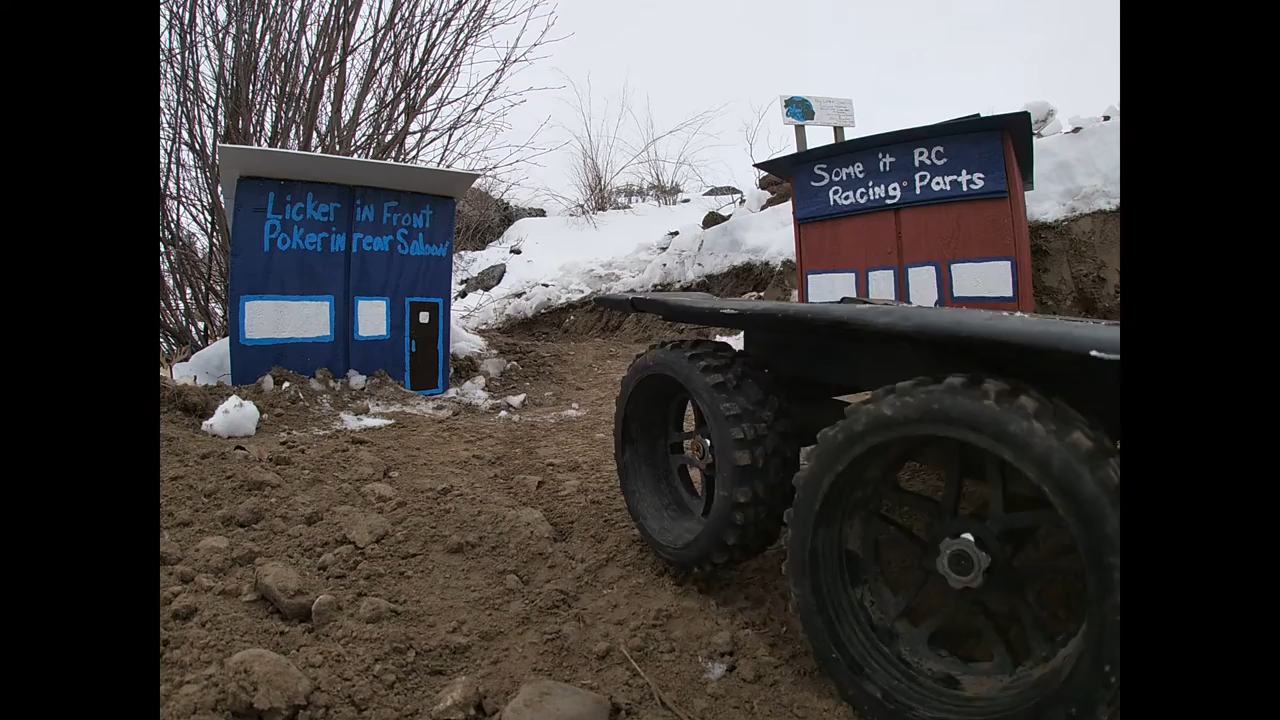 Licker in Front
Poker in rear Saloon
Some it RC
Racing Parts